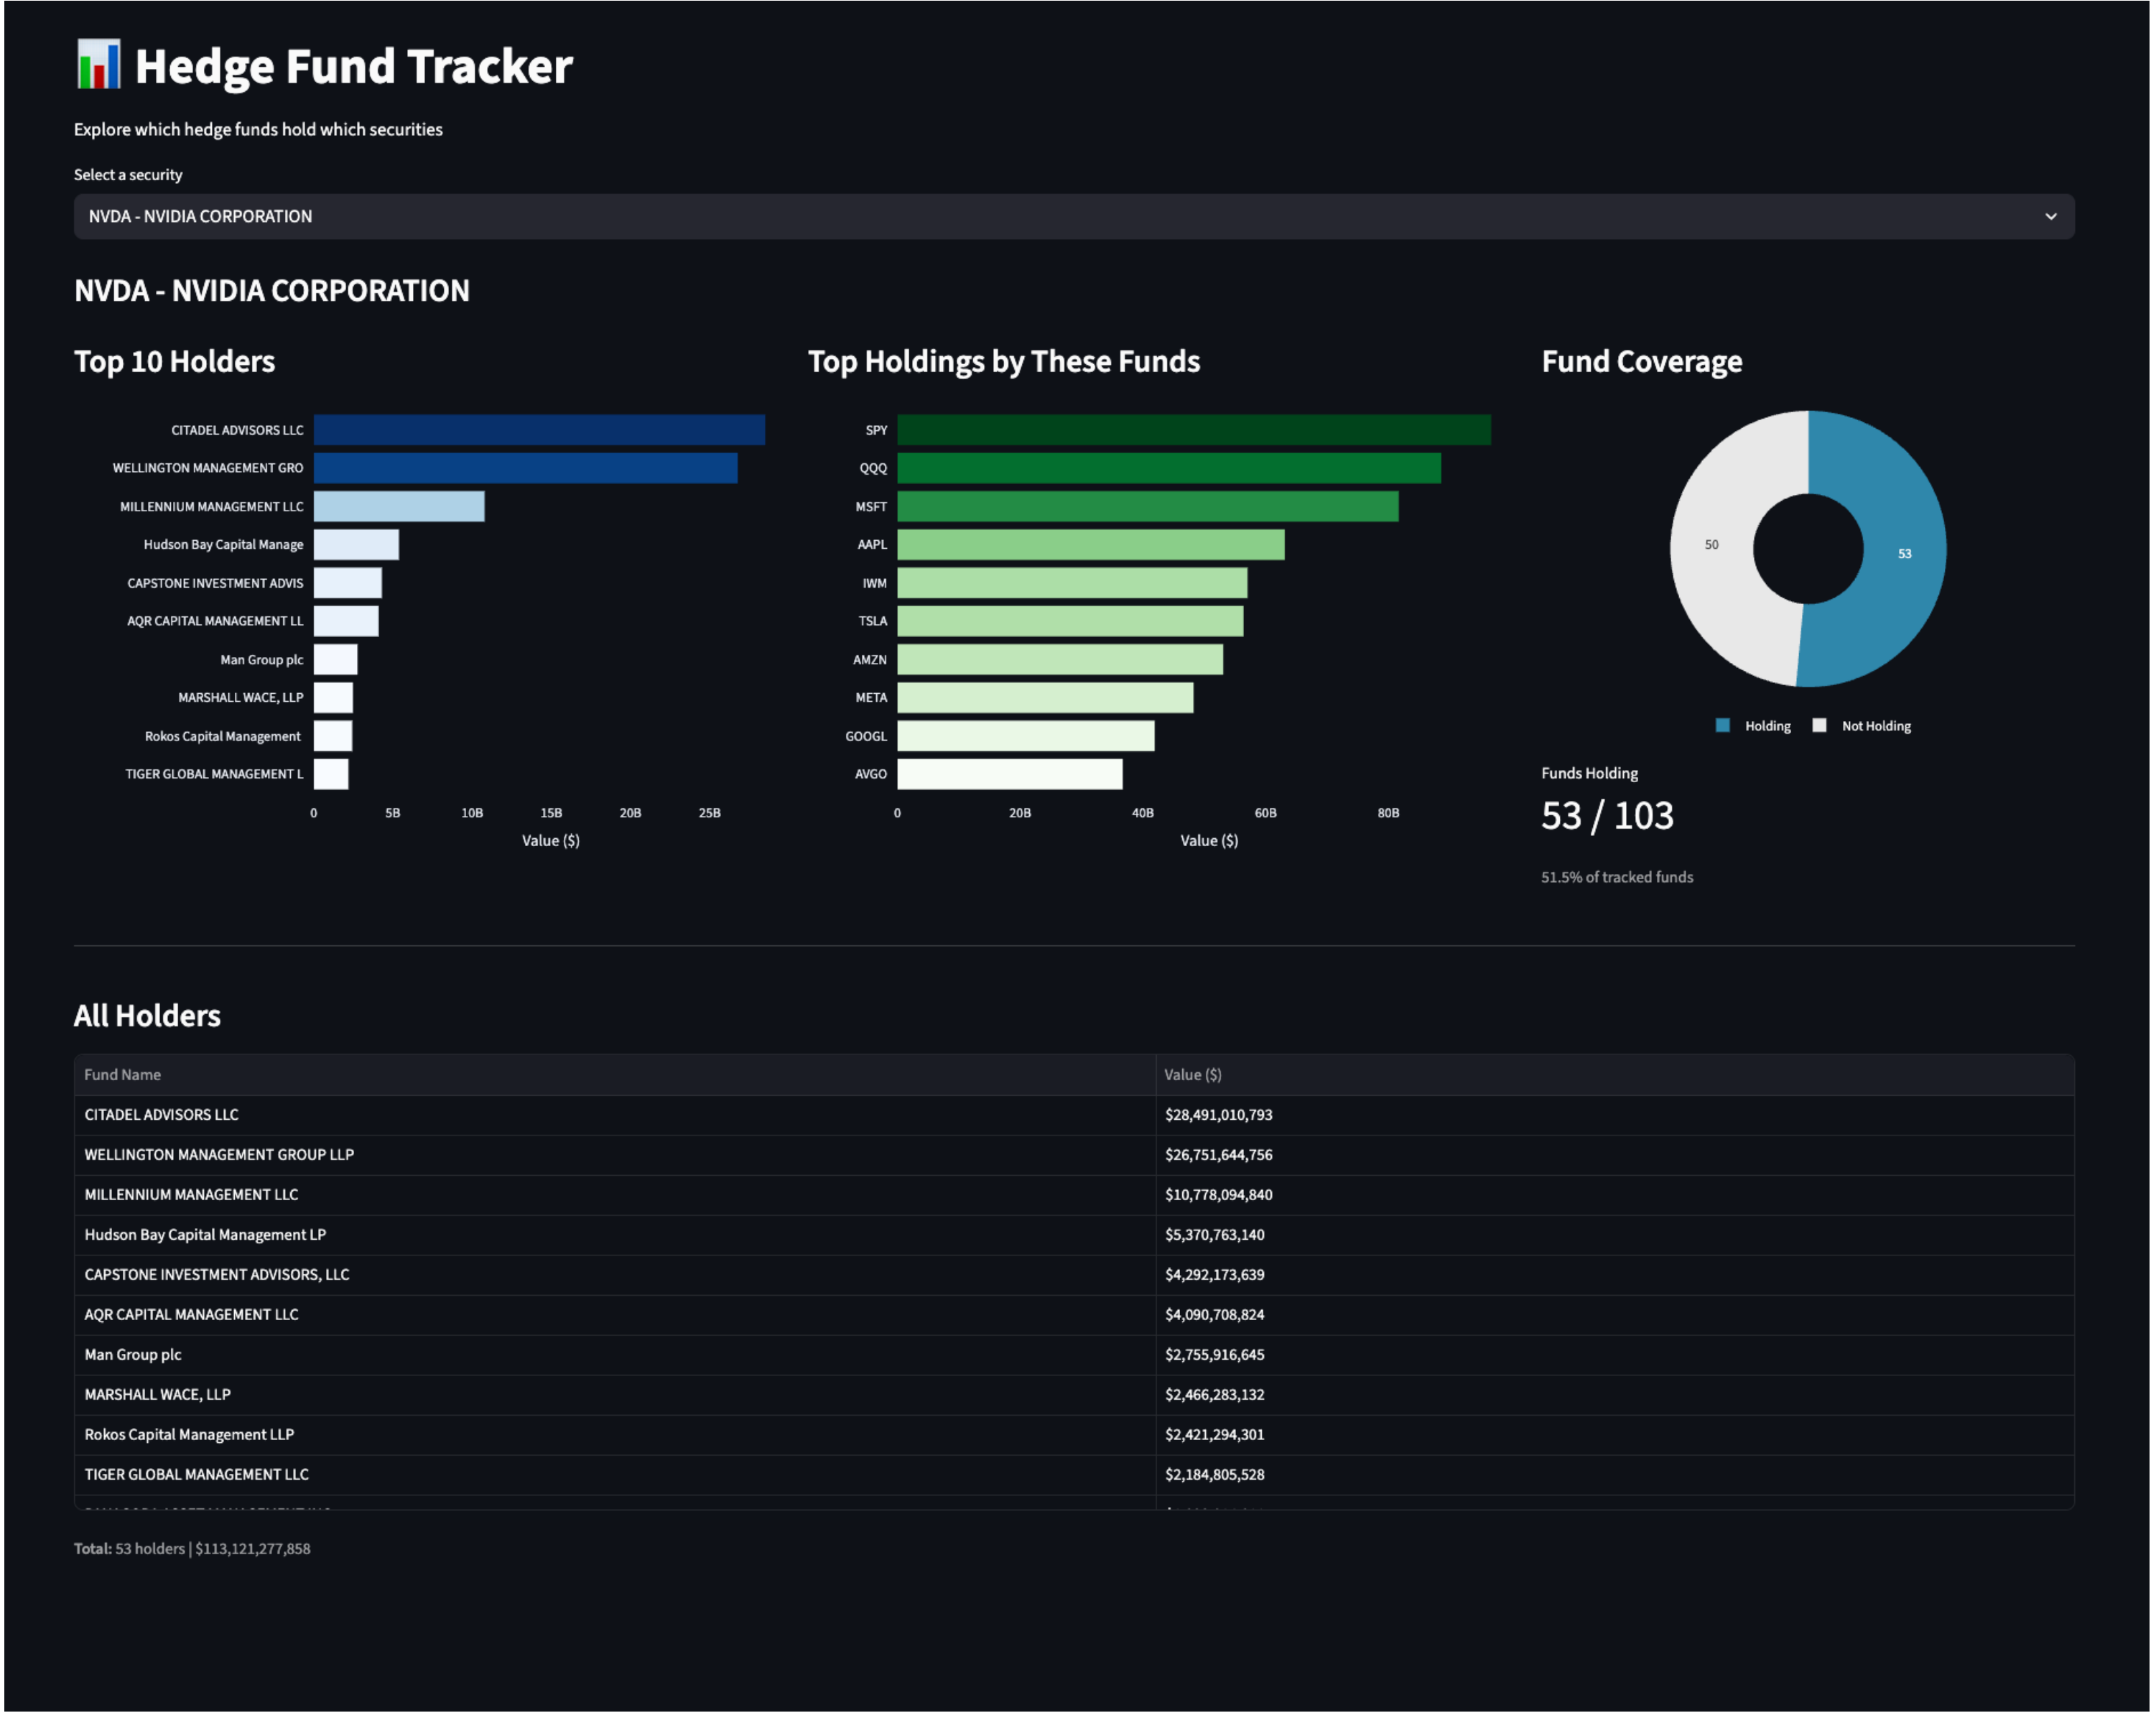 Hedge Fund Tracker
Explore which hedge funds hold which securities
Select a security
NVDA - NVIDIA CORPORATION
NVDA - NVIDIA CORPORATION
Top 10 Holders
CITADEL ADVISORS LLC
WELLINGTON MANAGEMENT GRO
MILLENNIUM MANAGEMENT LLC
Hudson Bay Capital Manage
CAPSTONE INVESTMENT ADVIS
AQR CAPITAL MANAGEMENT LL
Man Group plc
MARSHALL WACE, LLP
Rokos Capital Management
TIGER GLOBAL MANAGEMENT L
0 5B 10B 15B 20B 25B
Value ($)
Top Holdings by These Funds
SPY
QQQ
MSFT
AAPL
IWM
TSLA
AMZN
META
GOOGL
AVGO
0 20B 40B 60B 80B
Value ($)
Fund Coverage
50 53
Holding Not Holding
Funds Holding
53 / 103
51.5% of tracked funds
All Holders
Fund Name Value ($)
CITADEL ADVISORS LLC $28,491,010,793
WELLINGTON MANAGEMENT GROUP LLP $26,751,644,756
MILLENNIUM MANAGEMENT LLC $10,778,094,840
Hudson Bay Capital Management LP $5,370,763,140
CAPSTONE INVESTMENT ADVISORS, LLC $4,292,173,639
AQR CAPITAL MANAGEMENT LLC $4,090,708,824
Man Group plc $2,755,916,645
MARSHALL WACE, LLP $2,466,283,132
Rokos Capital Management LLP $2,421,294,301
TIGER GLOBAL MANAGEMENT LLC $2,184,805,528
Total: 53 holders | $113,121,277,858